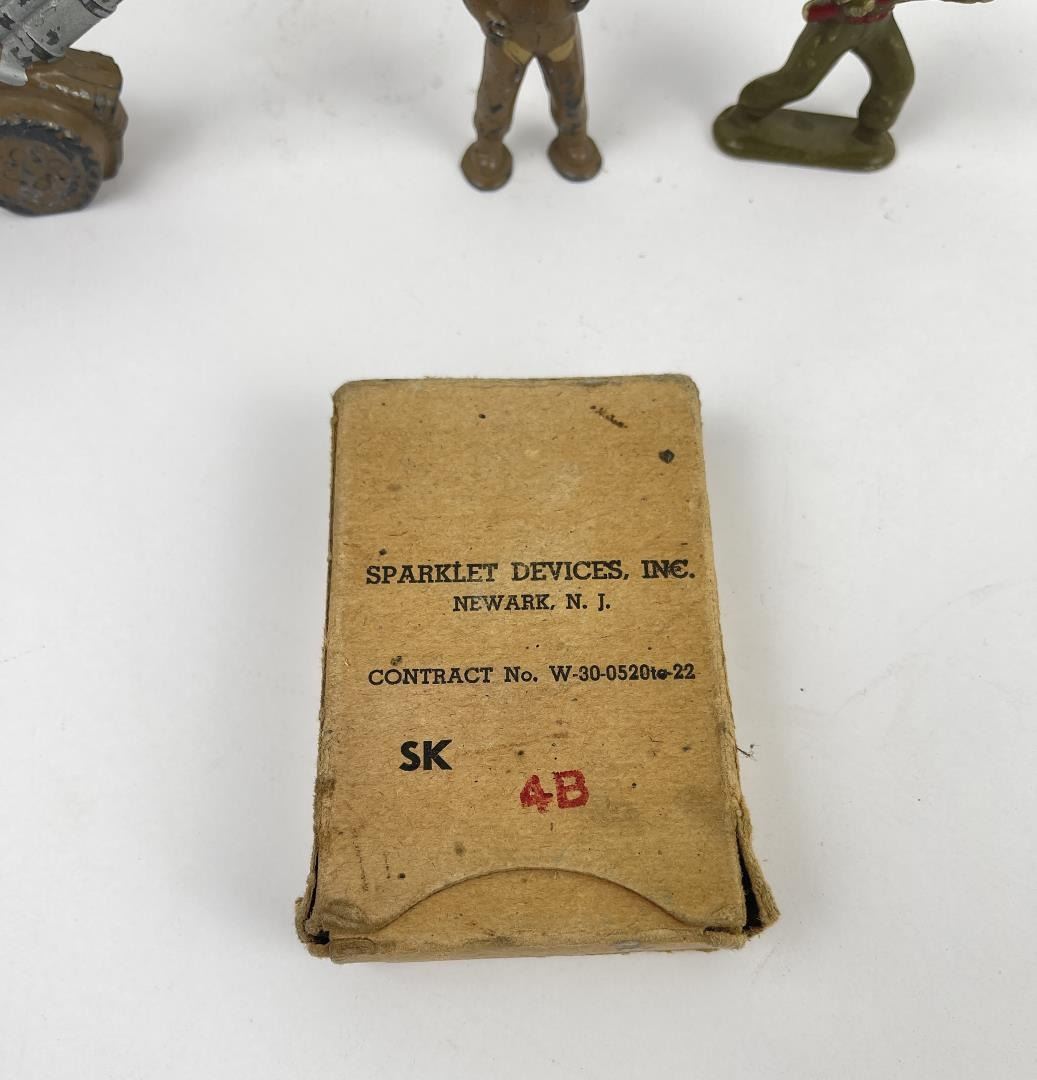 SPARKLET DEVICES, INC.
NEWARK, N. J.
CONTRACT No. W-30-0520te-22
SK
4B